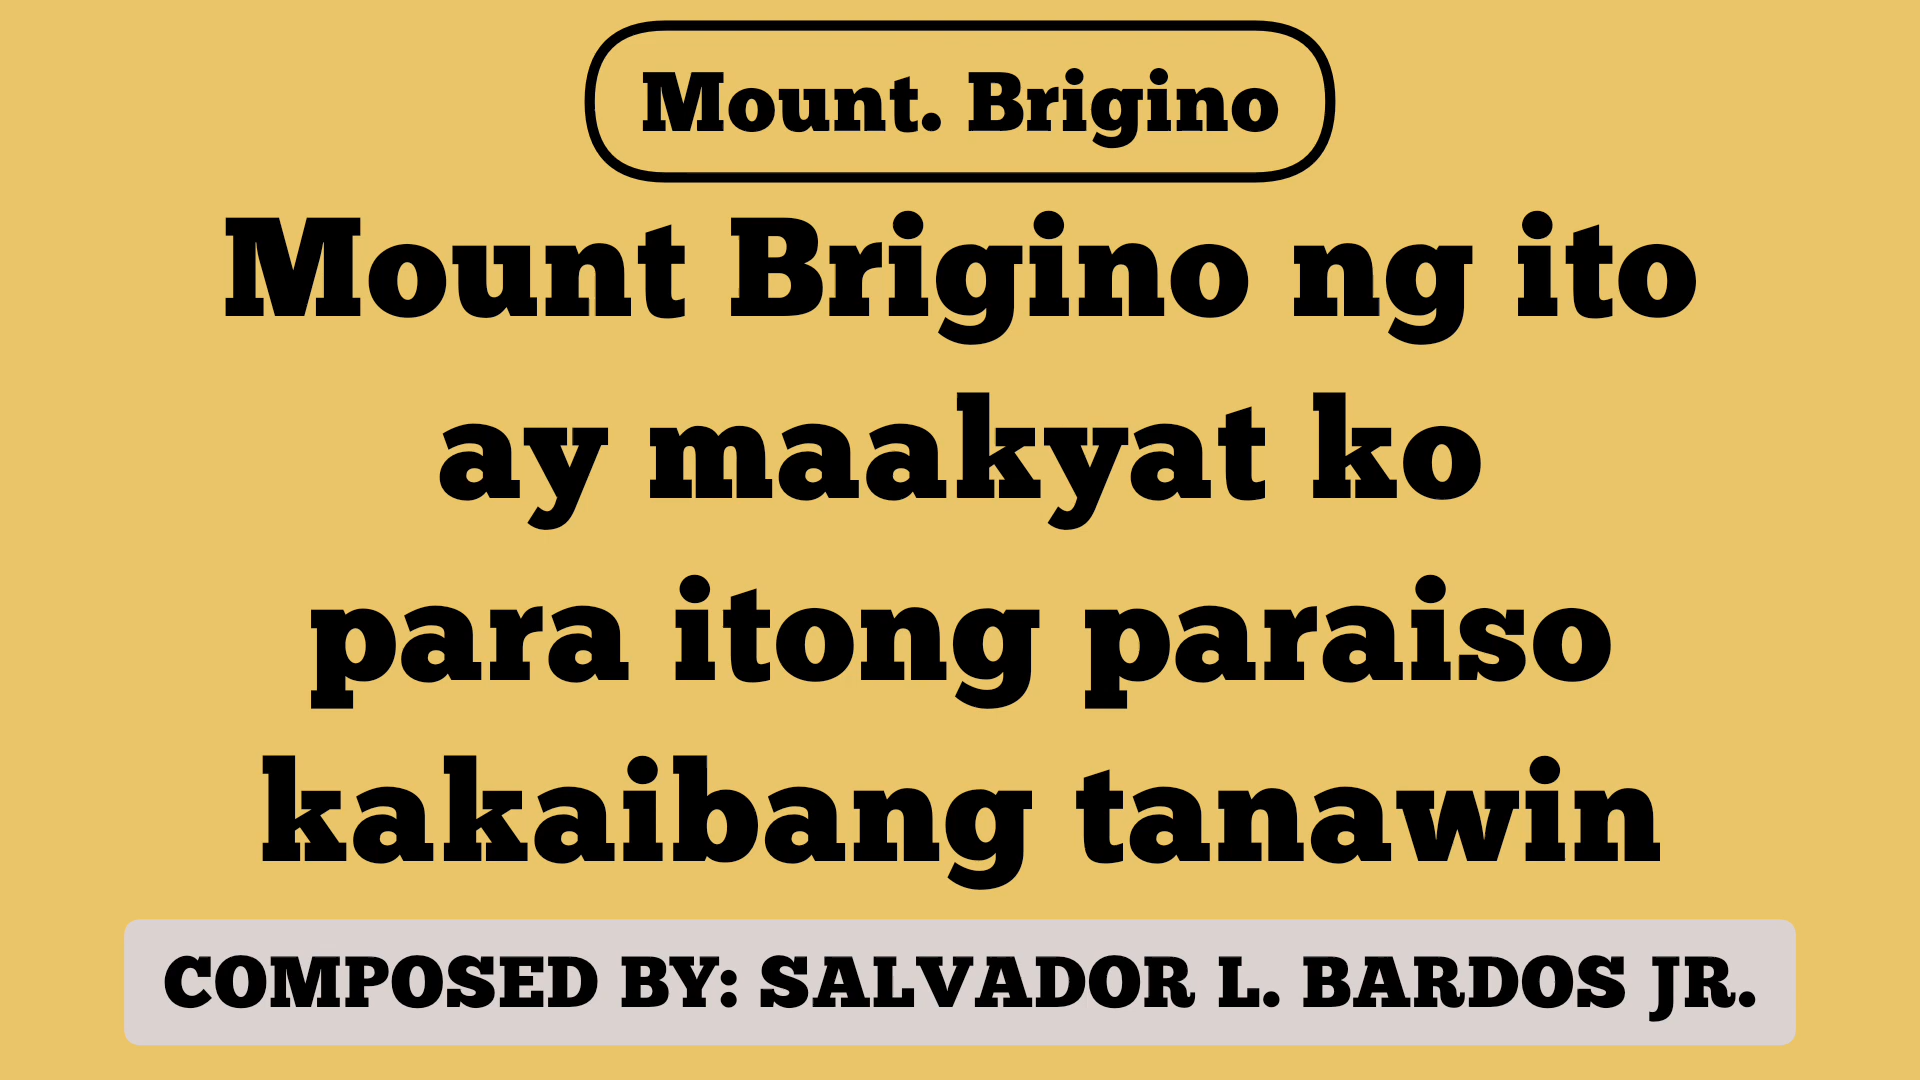 Mount. Brigino
Mount Brigino ng ito
ay maakyat ko
para itong paraiso
kakaibang tanawin
COMPOSED BY: SALVADOR L. BARDOS JR.